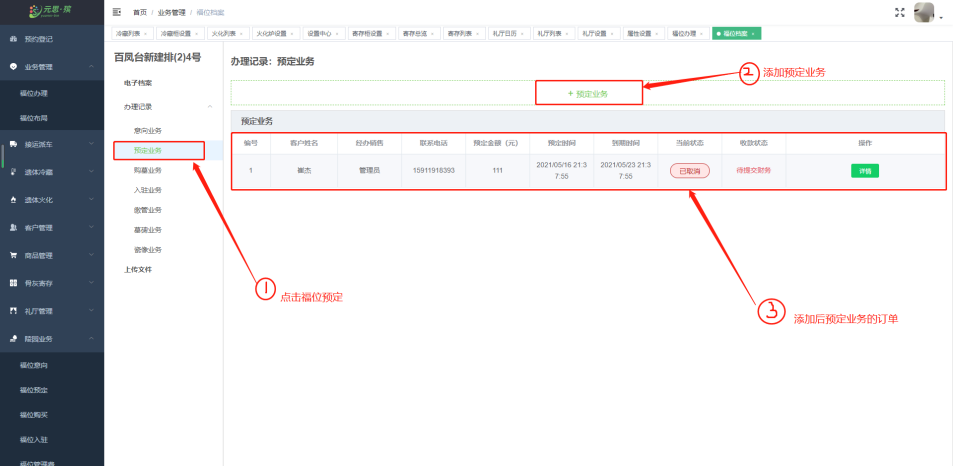 元思·殡
首页 / 业务管理 / 福位档案
冷藏列表
冷藏柜设置
火化列表
火化炉设置
设置中心
寄存柜设置
寄存总览
寄存列表
礼厅日历
礼厅列表
礼厅设置
属性设置
福位办理
福位档案
预约登记
业务管理
福位办理
福位布局
接运派车
遗体冷藏
遗体火化
客户管理
商品管理
骨灰寄存
礼厅管理
陵园业务
福位意向
福位预定
福位购买
福位入驻
福位管理费
百凤台新建排(2)4号
电子档案
办理记录
意向业务
预定业务
购墓业务
入驻业务
缴管业务
墓碑业务
瓷像业务
上传文件
办理记录：预定业务
+ 预定业务
预定业务
编号 客户姓名 经办销售 联系电话 预定金额（元） 预定时间 到期时间 当前状态 收款状态 操作
1 崔杰 管理员 15911918393 111 2021/05/16 21:37:55 2021/05/23 21:37:55 已取消 待提交财务 详情
1 点击福位预定
2 添加预定业务
3 添加后预定业务的订单